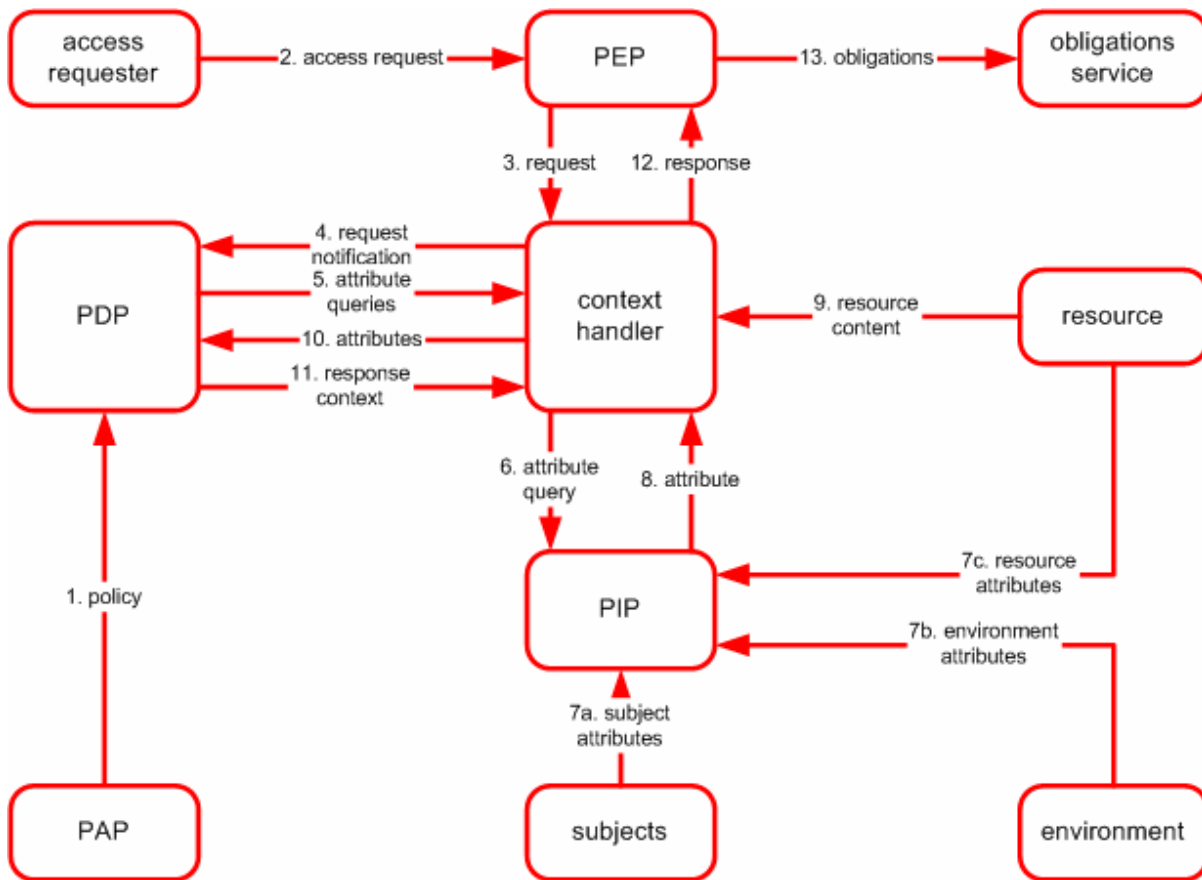 access
requester
2. access request
PEP
13. obligations
obligations
service
3. request
12. response
4. request
notification
5. attribute
queries
PDP
context
handler
9. resource
content
resource
10. attributes
11. response
context
6. attribute
query
8. attribute
1. policy
PIP
7c. resource
attributes
7b. environment
attributes
7a. subject
attributes
PAP
subjects
environment